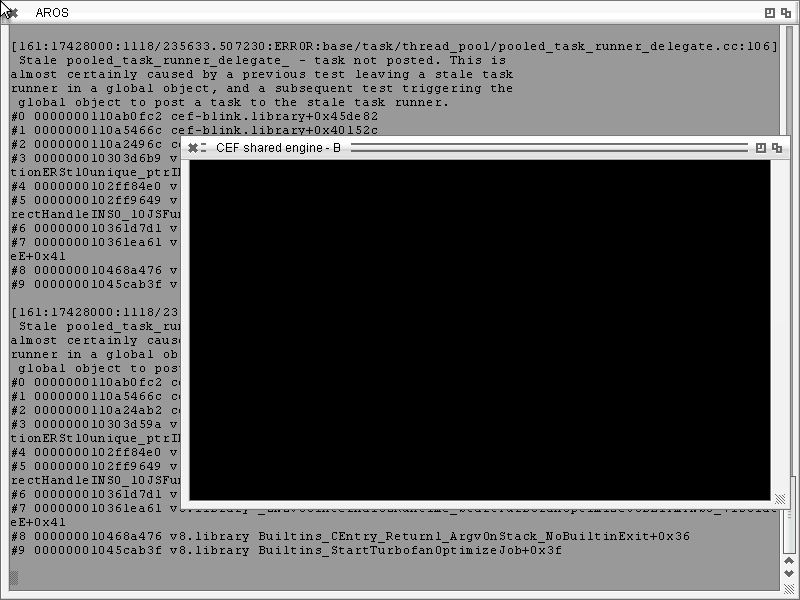 AROS
[161:17428000:1118/235633.507230:ERROR:base/task/thread_pool/pooled_task_runner_delegate.cc:106]
Stale pooled_task_runner_delegate_ - task not posted. This is
almost certainly caused by a previous test leaving a stale task
runner in a global object, and a subsequent test triggering the
global object to post a task to the stale task runner.
#0 0000000110ab0fc2 cef-blink.library+0x45de82
#1 0000000110a5466c cef-blink.library+0x40152c
#2 0000000110a2496c ce
CEF shared engine - B
#3 000000010303d6b9 v
tionERSt10unique_ptrI
#4 0000000102ff84e0 v
#5 0000000102ff9649 v
rectHandleINS0_10JSFu
#6 000000010361d7d1 v
#7 000000010361ea61 v
eE+0x41
#8 000000010468a476 v
#9 00000001045cab3f v
[161:17428000:1118/23
Stale pooled_task_ru
almost certainly caus
runner in a global ob
global object to pos
#0 0000000110ab0fc2 ce
#1 0000000110a5466c ce
#2 0000000110a24ab2 ce
#3 000000010303d59a v
tionERSt10unique_ptrI
#4 0000000102ff84e0 v
#5 0000000102ff9649 v
rectHandleINS0_10JSFu
#6 000000010361d7d1 v
#7 000000010361ea61
eE+0x41
#8 000000010468a476 v8.library Builtins_CEntry_Return1_ArgvOnStack_NoBuiltinExit+0x36
#9 00000001045cab3f v8.library Builtins_StartTurbofanOptimizeJob+0x3f